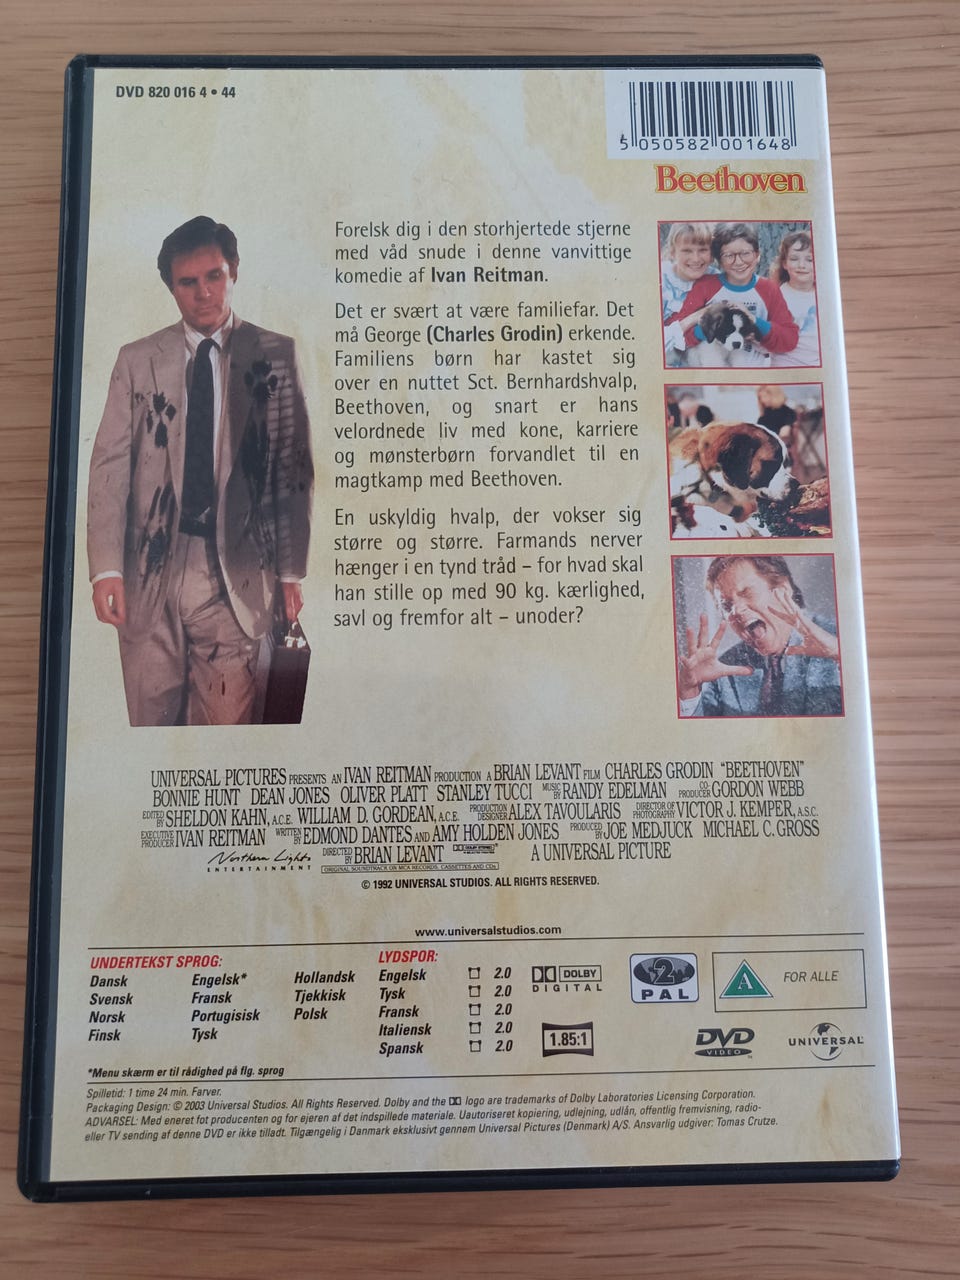 DVD 820 016 4 • 44
5 050582 001648
Beethoven
Forelsk dig i den storhjertede stjerne
med våd snude i denne vanvittige
komedie af Ivan Reitman.
Det er svært at være familiefar. Det
må George (Charles Grodin) erkende.
Familiens børn har kastet sig
over en nuttet Sct. Bernhardshvalp,
Beethoven, og snart er hans
velordnede liv med kone, karriere
og mønsterbørn forvandlet til en
magtkamp med Beethoven.
En uskyldig hvalp, der vokser sig
større og større. Farmands nerver
hænger i en tynd tråd – for hvad skal
han stille op med 90 kg. kærlighed,
savl og fremfor alt – unoder?
UNIVERSAL PICTURES PRESENTS AN IVAN REITMAN PRODUCTION A BRIAN LEVANT FILM CHARLES GRODIN "BEETHOVEN"
BONNIE HUNT DEAN JONES OLIVER PLATT STANLEY TUCCI MUSIC BY RANDY EDELMAN CO PRODUCER GORDON WEBB
EDITED BY SHELDON KAHN, A.C.E. WILLIAM D. GORDEAN, A.C.E. PRODUCTION DESIGNER ALEX TAVOULARIS DIRECTOR OF PHOTOGRAPHY VICTOR J. KEMPER, A.S.C.
EXECUTIVE PRODUCER IVAN REITMAN WRITTEN BY EDMOND DANTES AND AMY HOLDEN JONES PRODUCED BY JOE MEDJUCK MICHAEL C. GROSS
Northern Lights ENTERTAINMENT DIRECTED BY BRIAN LEVANT A UNIVERSAL PICTURE
ORIGINAL SOUNDTRACK ON MCA RECORDS, CASSETTES AND CDs
© 1992 UNIVERSAL STUDIOS. ALL RIGHTS RESERVED.
www.universalstudios.com
UNDERTEKST SPROG:
Dansk Engelsk* Hollandsk
Svensk Fransk Tjekkisk
Norsk Portugisisk Polsk
Finsk Tysk
*Menu skærm er til rådighed på flg. sprog
LYDSPOR:
Engelsk 2.0
Tysk 2.0
Fransk 2.0
Italiensk 2.0
Spansk 2.0
DOLBY
DIGITAL
1.85:1
2
PAL
A FOR ALLE
DVD
VIDEO
UNIVERSAL
Spilletid: 1 time 24 min. Farver.
Packaging Design: © 2003 Universal Studios. All Rights Reserved. Dolby and the logo are trademarks of Dolby Laboratories Licensing Corporation.
ADVARSEL: Med eneret fot producenten og for ejeren af det indspillede materiale. Uautoriseret kopiering, udlejning, udlån, offentlig fremvisning, radio-
eller TV sending af denne DVD er ikke tilladt. Tilgængelig i Danmark eksklusivt gennem Universal Pictures (Denmark) A/S. Ansvarlig udgiver: Tomas Crutze.